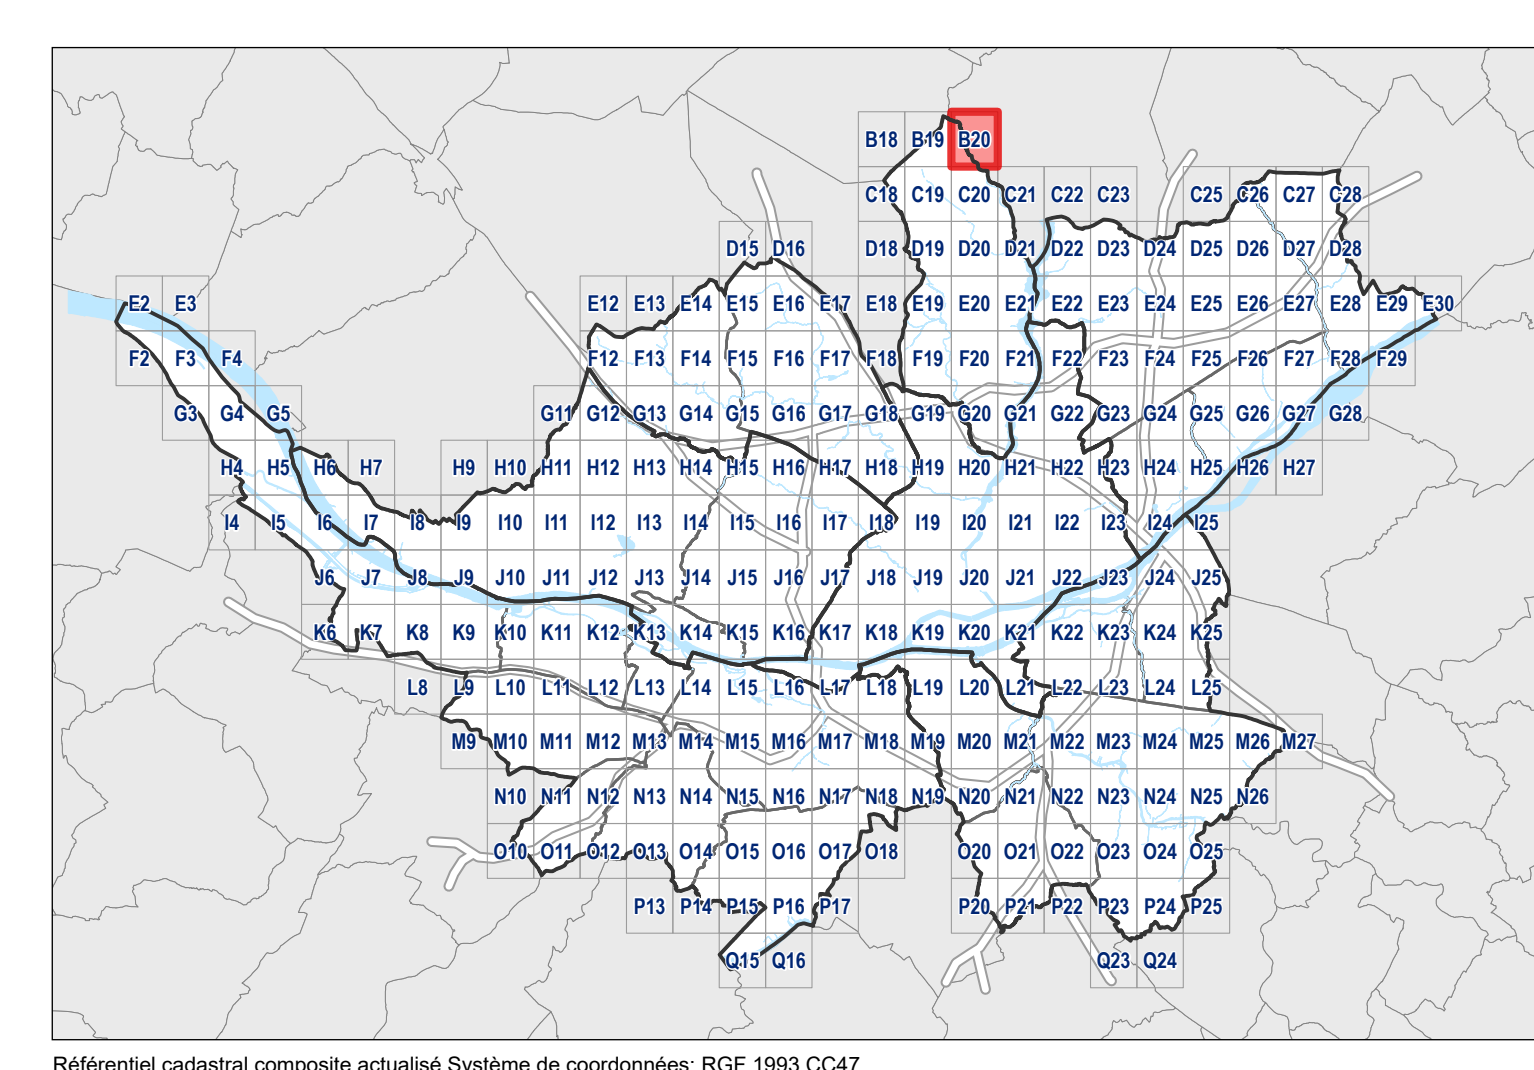 B18 B19 B20
C18 C19 C20 C21 C22 C23 C25 C26 C27 C28
D15 D16 D18 D19 D20 D21 D22 D23 D24 D25 D26 D27 D28
E2 E3 E12 E13 E14 E15 E16 E17 E18 E19 E20 E21 E22 E23 E24 E25 E26 E27 E28 E29 E30
F2 F3 F4 F12 F13 F14 F15 F16 F17 F18 F19 F20 F21 F22 F23 F24 F25 F26 F27 F28 F29
G3 G4 G5 G11 G12 G13 G14 G15 G16 G17 G18 G19 G20 G21 G22 G23 G24 G25 G26 G27 G28
H4 H5 H6 H7 H9 H10 H11 H12 H13 H14 H15 H16 H17 H18 H19 H20 H21 H22 H23 H24 H25 H26 H27
I4 I5 I6 I7 I8 I9 I10 I11 I12 I13 I14 I15 I16 I17 I18 I19 I20 I21 I22 I23 I24 I25
J6 J7 J8 J9 J10 J11 J12 J13 J14 J15 J16 J17 J18 J19 J20 J21 J22 J23 J24 J25
K6 K7 K8 K9 K10 K11 K12 K13 K14 K15 K16 K17 K18 K19 K20 K21 K22 K23 K24 K25
L8 L9 L10 L11 L12 L13 L14 L15 L16 L17 L18 L19 L20 L21 L22 L23 L24 L25
M9 M10 M11 M12 M13 M14 M15 M16 M17 M18 M19 M20 M21 M22 M23 M24 M25 M26 M27
N10 N11 N12 N13 N14 N15 N16 N17 N18 N19 N20 N21 N22 N23 N24 N25 N26
O10 O11 O12 O13 O14 O15 O16 O17 O18 O20 O21 O22 O23 O24 O25
P13 P14 P15 P16 P17 P20 P21 P22 P23 P24 P25
Q15 Q16 Q23 Q24
Référentiel cadastral composite actualisé Système de coordonnées: RGF 1993 CC47